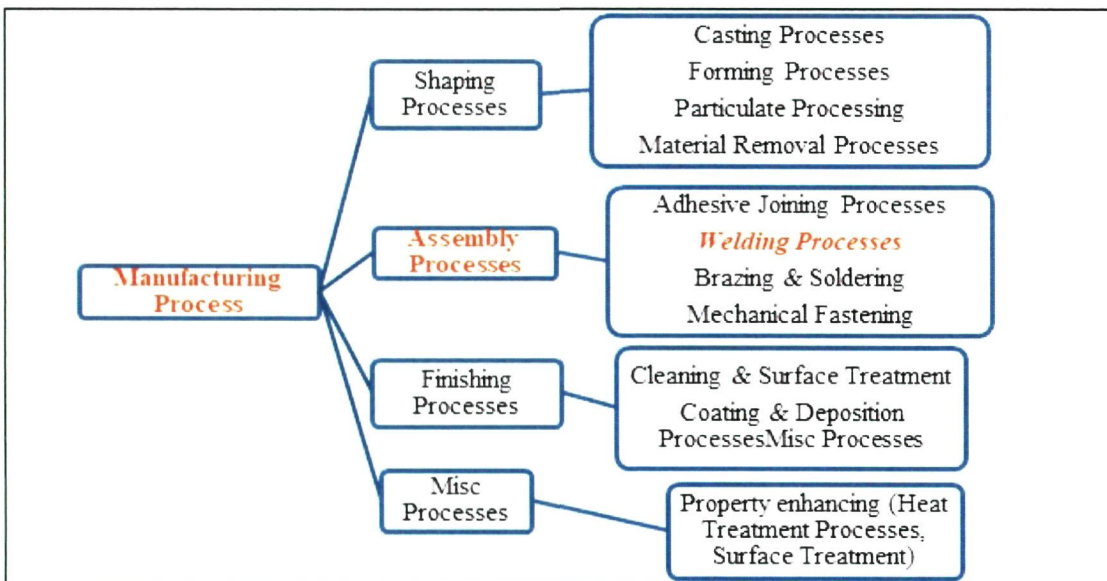 Shaping
Processes
Casting Processes
Forming Processes
Particulate Processing
Material Removal Processes
Manufacturing
Process
Assembly
Processes
Adhesive Joining Processes
Welding Processes
Brazing & Soldering
Mechanical Fastening
Finishing
Processes
Cleaning & Surface Treatment
Coating & Deposition
ProcessesMisc Processes
Misc
Processes
Property enhancing (Heat
Treatment Processes,
Surface Treatment)